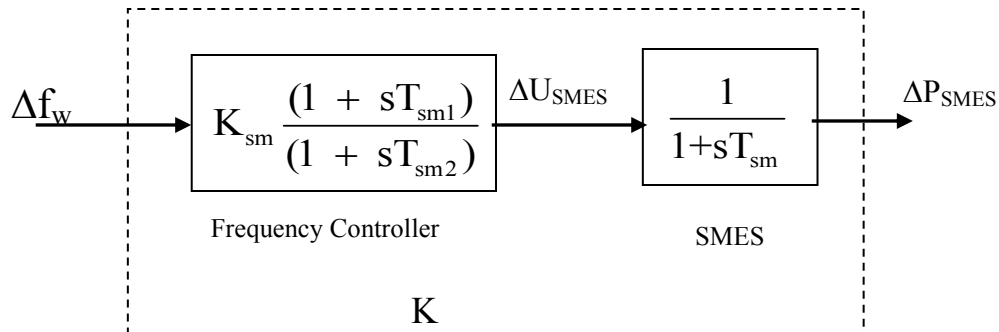 Δf_w
K_sm (1 + sT_sm1) / (1 + sT_sm2)
ΔU_SMES
1 / 1+sT_sm
ΔP_SMES
Frequency Controller
SMES
K